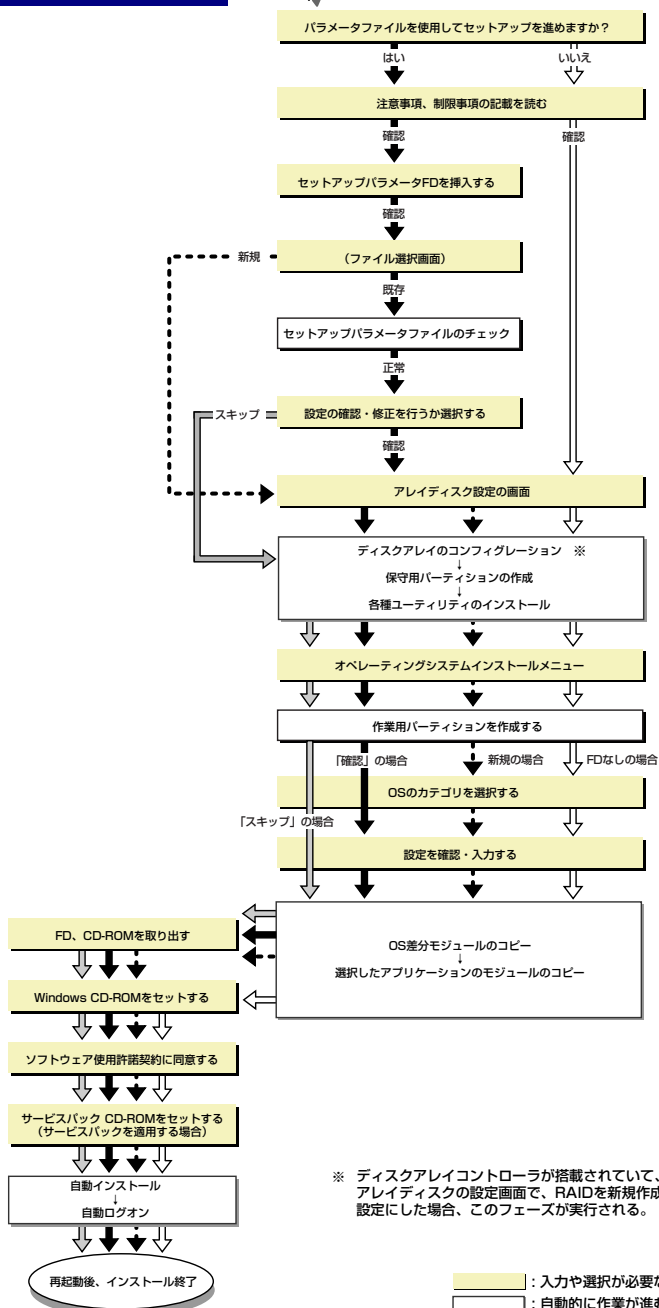 パラメータファイルを使用してセットアップを進めますか？
はい
いいえ
注意事項、制限事項の記載を読む
確認
確認
セットアップパラメータFDを挿入する
確認
新規
（ファイル選択画面）
既存
セットアップパラメータファイルのチェック
正常
スキップ
設定の確認・修正を行うか選択する
確認
アレイディスク設定の画面
ディスクアレイのコンフィグレーション ※
↓
保守用パーティションの作成
↓
各種ユーティリティのインストール
オペレーティングシステムインストールメニュー
作業用パーティションを作成する
「確認」の場合
新規の場合
FDなしの場合
OSのカテゴリを選択する
「スキップ」の場合
設定を確認・入力する
FD、CD-ROMを取り出す
OS差分モジュールのコピー
↓
選択したアプリケーションのモジュールのコピー
Windows CD-ROMをセットする
ソフトウェア使用許諾契約に同意する
サービスパック CD-ROMをセットする
（サービスパックを適用する場合）
自動インストール
↓
自動ログオン
再起動後、インストール終了
※ ディスクアレイコントローラが搭載されていて、
アレイディスクの設定画面で、RAIDを新規作成
設定にした場合、このフェーズが実行される。
：入力や選択が必要な
：自動的に作業が進む